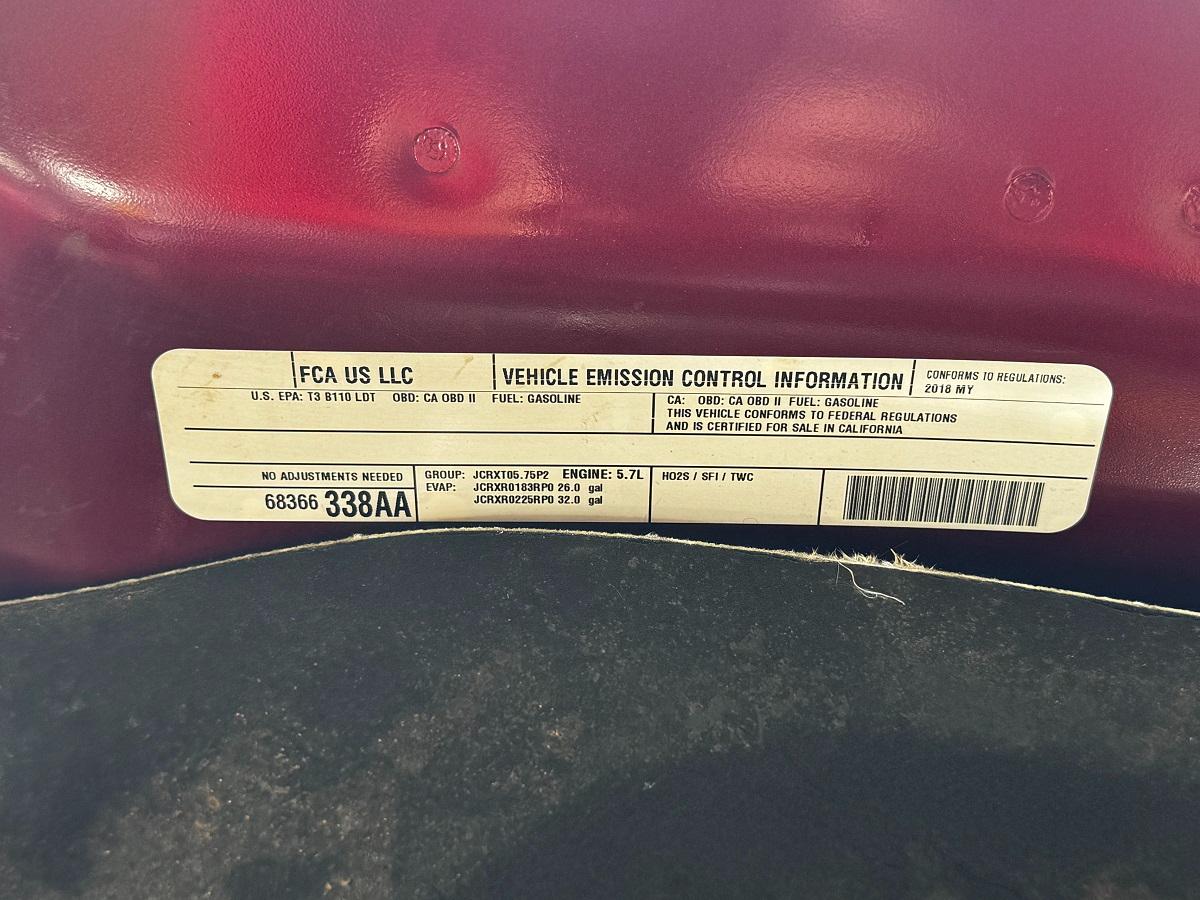 FCA US LLC
VEHICLE EMISSION CONTROL INFORMATION
CONFORMS TO REGULATIONS:
2018 MY
U.S. EPA: T3 B110 LDT OBD: CA OBD II FUEL: GASOLINE
CA: OBD: CA OBD II FUEL: GASOLINE
THIS VEHICLE CONFORMS TO FEDERAL REGULATIONS
AND IS CERTIFIED FOR SALE IN CALIFORNIA
NO ADJUSTMENTS NEEDED
68366 338AA
GROUP: JCRXT05.75P2 ENGINE: 5.7L
EVAP: JCRXR0183RP0 26.0 gal
JCRXR0225RP0 32.0 gal
HO2S / SFI / TWC